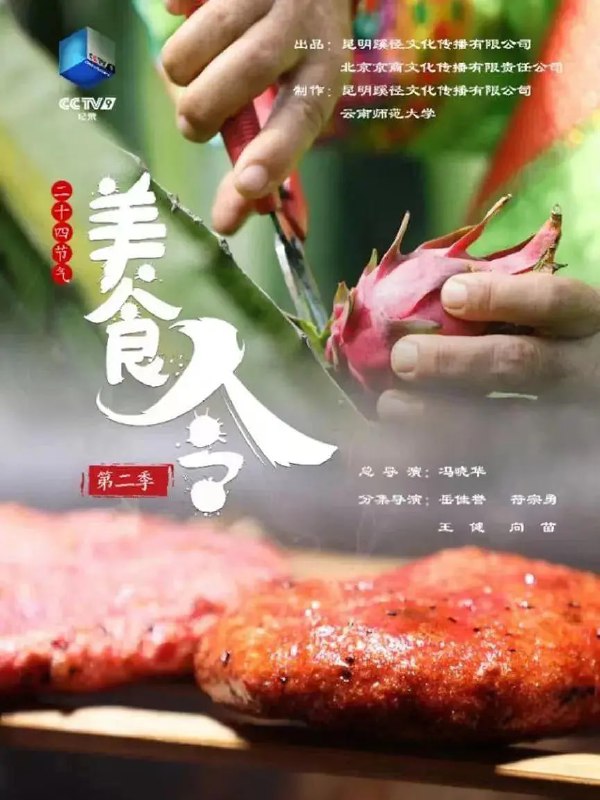 CCTV9
纪录
出品：昆明蹊径文化传播有限公司
北京京商文化传播有限责任公司
制作：昆明蹊径文化传播有限公司
云南师范大学
二十四节气
美食令
第二季
总导演：冯晓华
分集导演：岳佳誉 符宗勇
王健 向苗